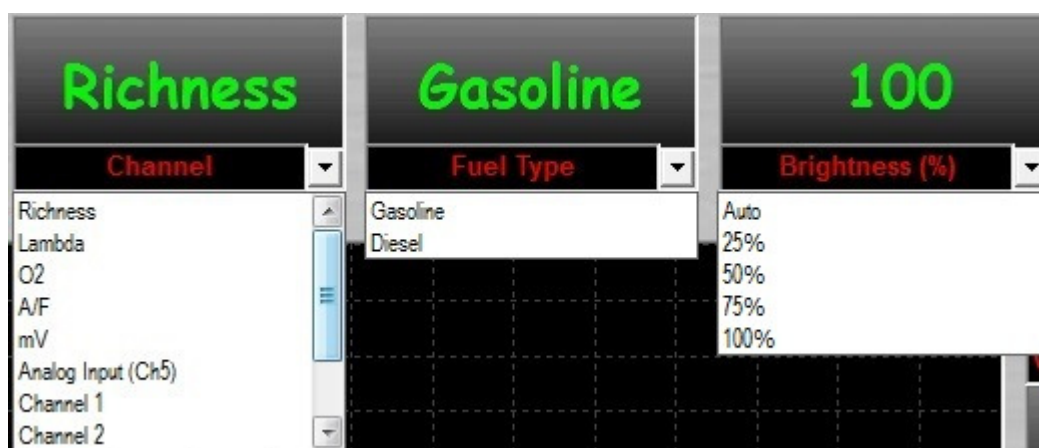 Richness
Channel
Richness
Lambda
O2
A/F
mV
Analog Input (Ch5)
Channel 1
Channel 2
Gasoline
Fuel Type
Gasoline
Diesel
100
Brightness (%)
Auto
25%
50%
75%
100%